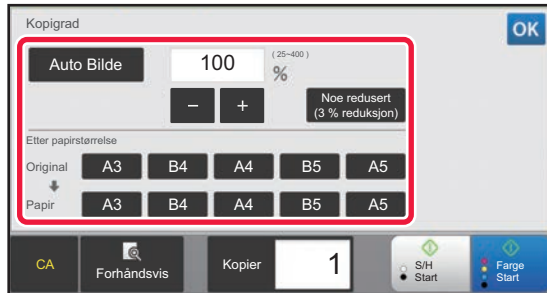 Kopigrad
OK
Auto Bilde
100
(25~400)
%
−
+
Noe redusert
(3 % reduksjon)
Etter papirstørrelse
Original
A3
B4
A4
B5
A5
Papir
A3
B4
A4
B5
A5
CA
Forhåndsvis
Kopier
1
S/H
Start
Farge
Start